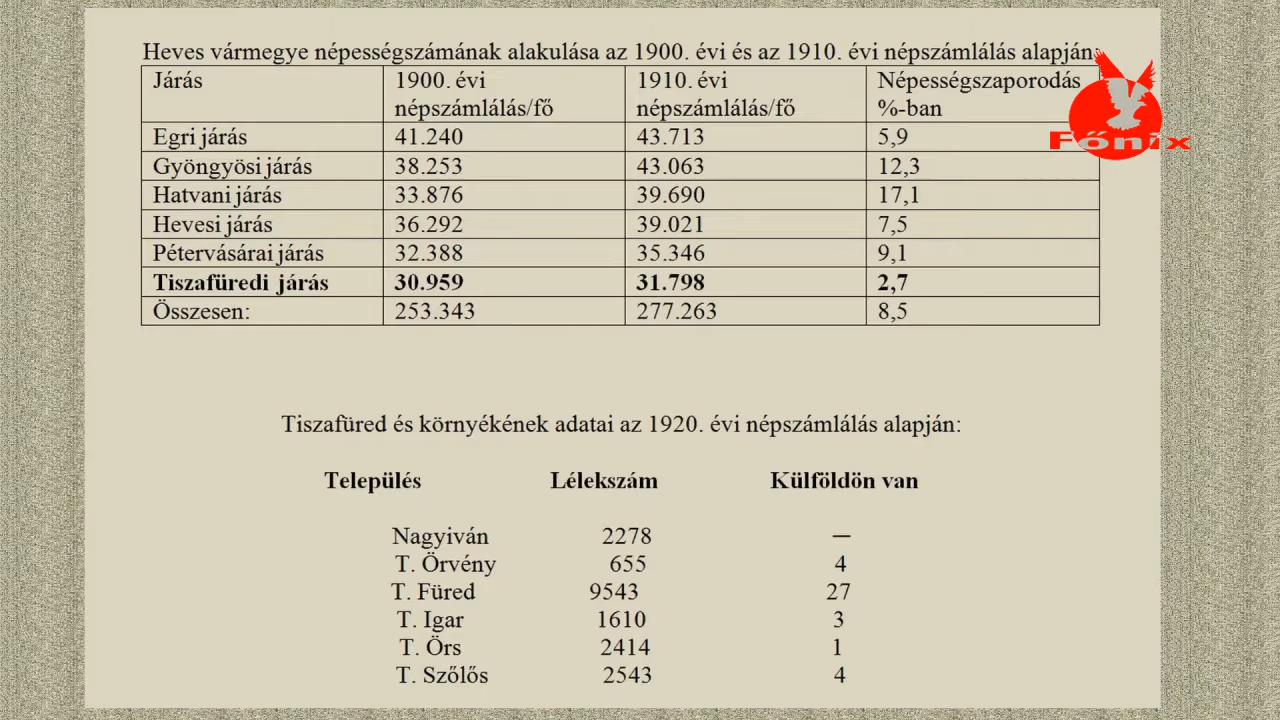 Heves vármegye népességszámának alakulása az 1900. évi és az 1910. évi népszámlálás alapján:
Járás 1900. évi népszámlálás/fő 1910. évi népszámlálás/fő Népességszaporodás %-ban
Egri járás 41.240 43.713 5,9
Gyöngyösi járás 38.253 43.063 12,3
Hatvani járás 33.876 39.690 17,1
Hevesi járás 36.292 39.021 7,5
Pétervásárai járás 32.388 35.346 9,1
Tiszafüredi járás 30.959 31.798 2,7
Összesen: 253.343 277.263 8,5
Főnix
Tiszafüred és környékének adatai az 1920. évi népszámlálás alapján:
Település Lélekszám Külföldön van
Nagyiván 2278 —
T. Örvény 655 4
T. Füred 9543 27
T. Igar 1610 3
T. Örs 2414 1
T. Szőlős 2543 4